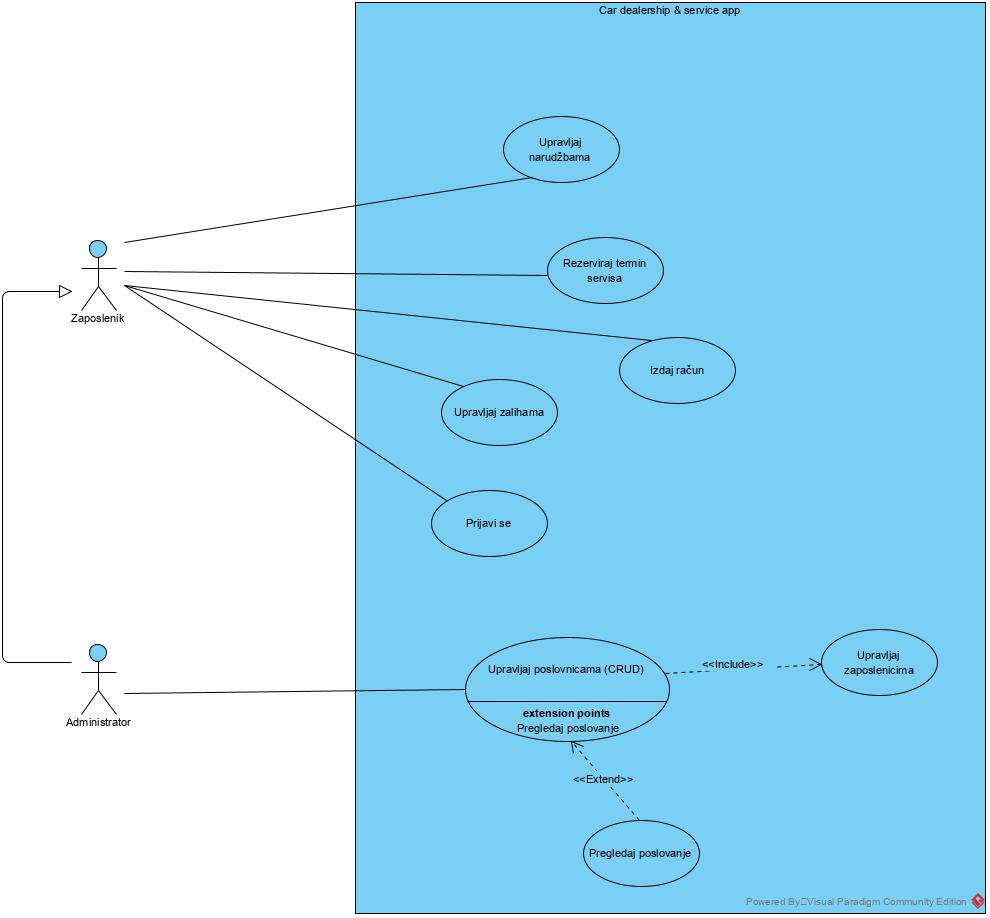 Car dealership & service app
Upravljaj
narudžbama
Rezerviraj termin
servisa
Zaposlenik
Izdaj račun
Upravljaj zalihama
Prijavi se
Upravljaj poslovnicama (CRUD)
extension points
Pregledaj poslovanje
<<Include>>
Upravljaj
zaposlenicima
Administrator
<<Extend>>
Pregledaj poslovanje
Powered By Visual Paradigm Community Edition